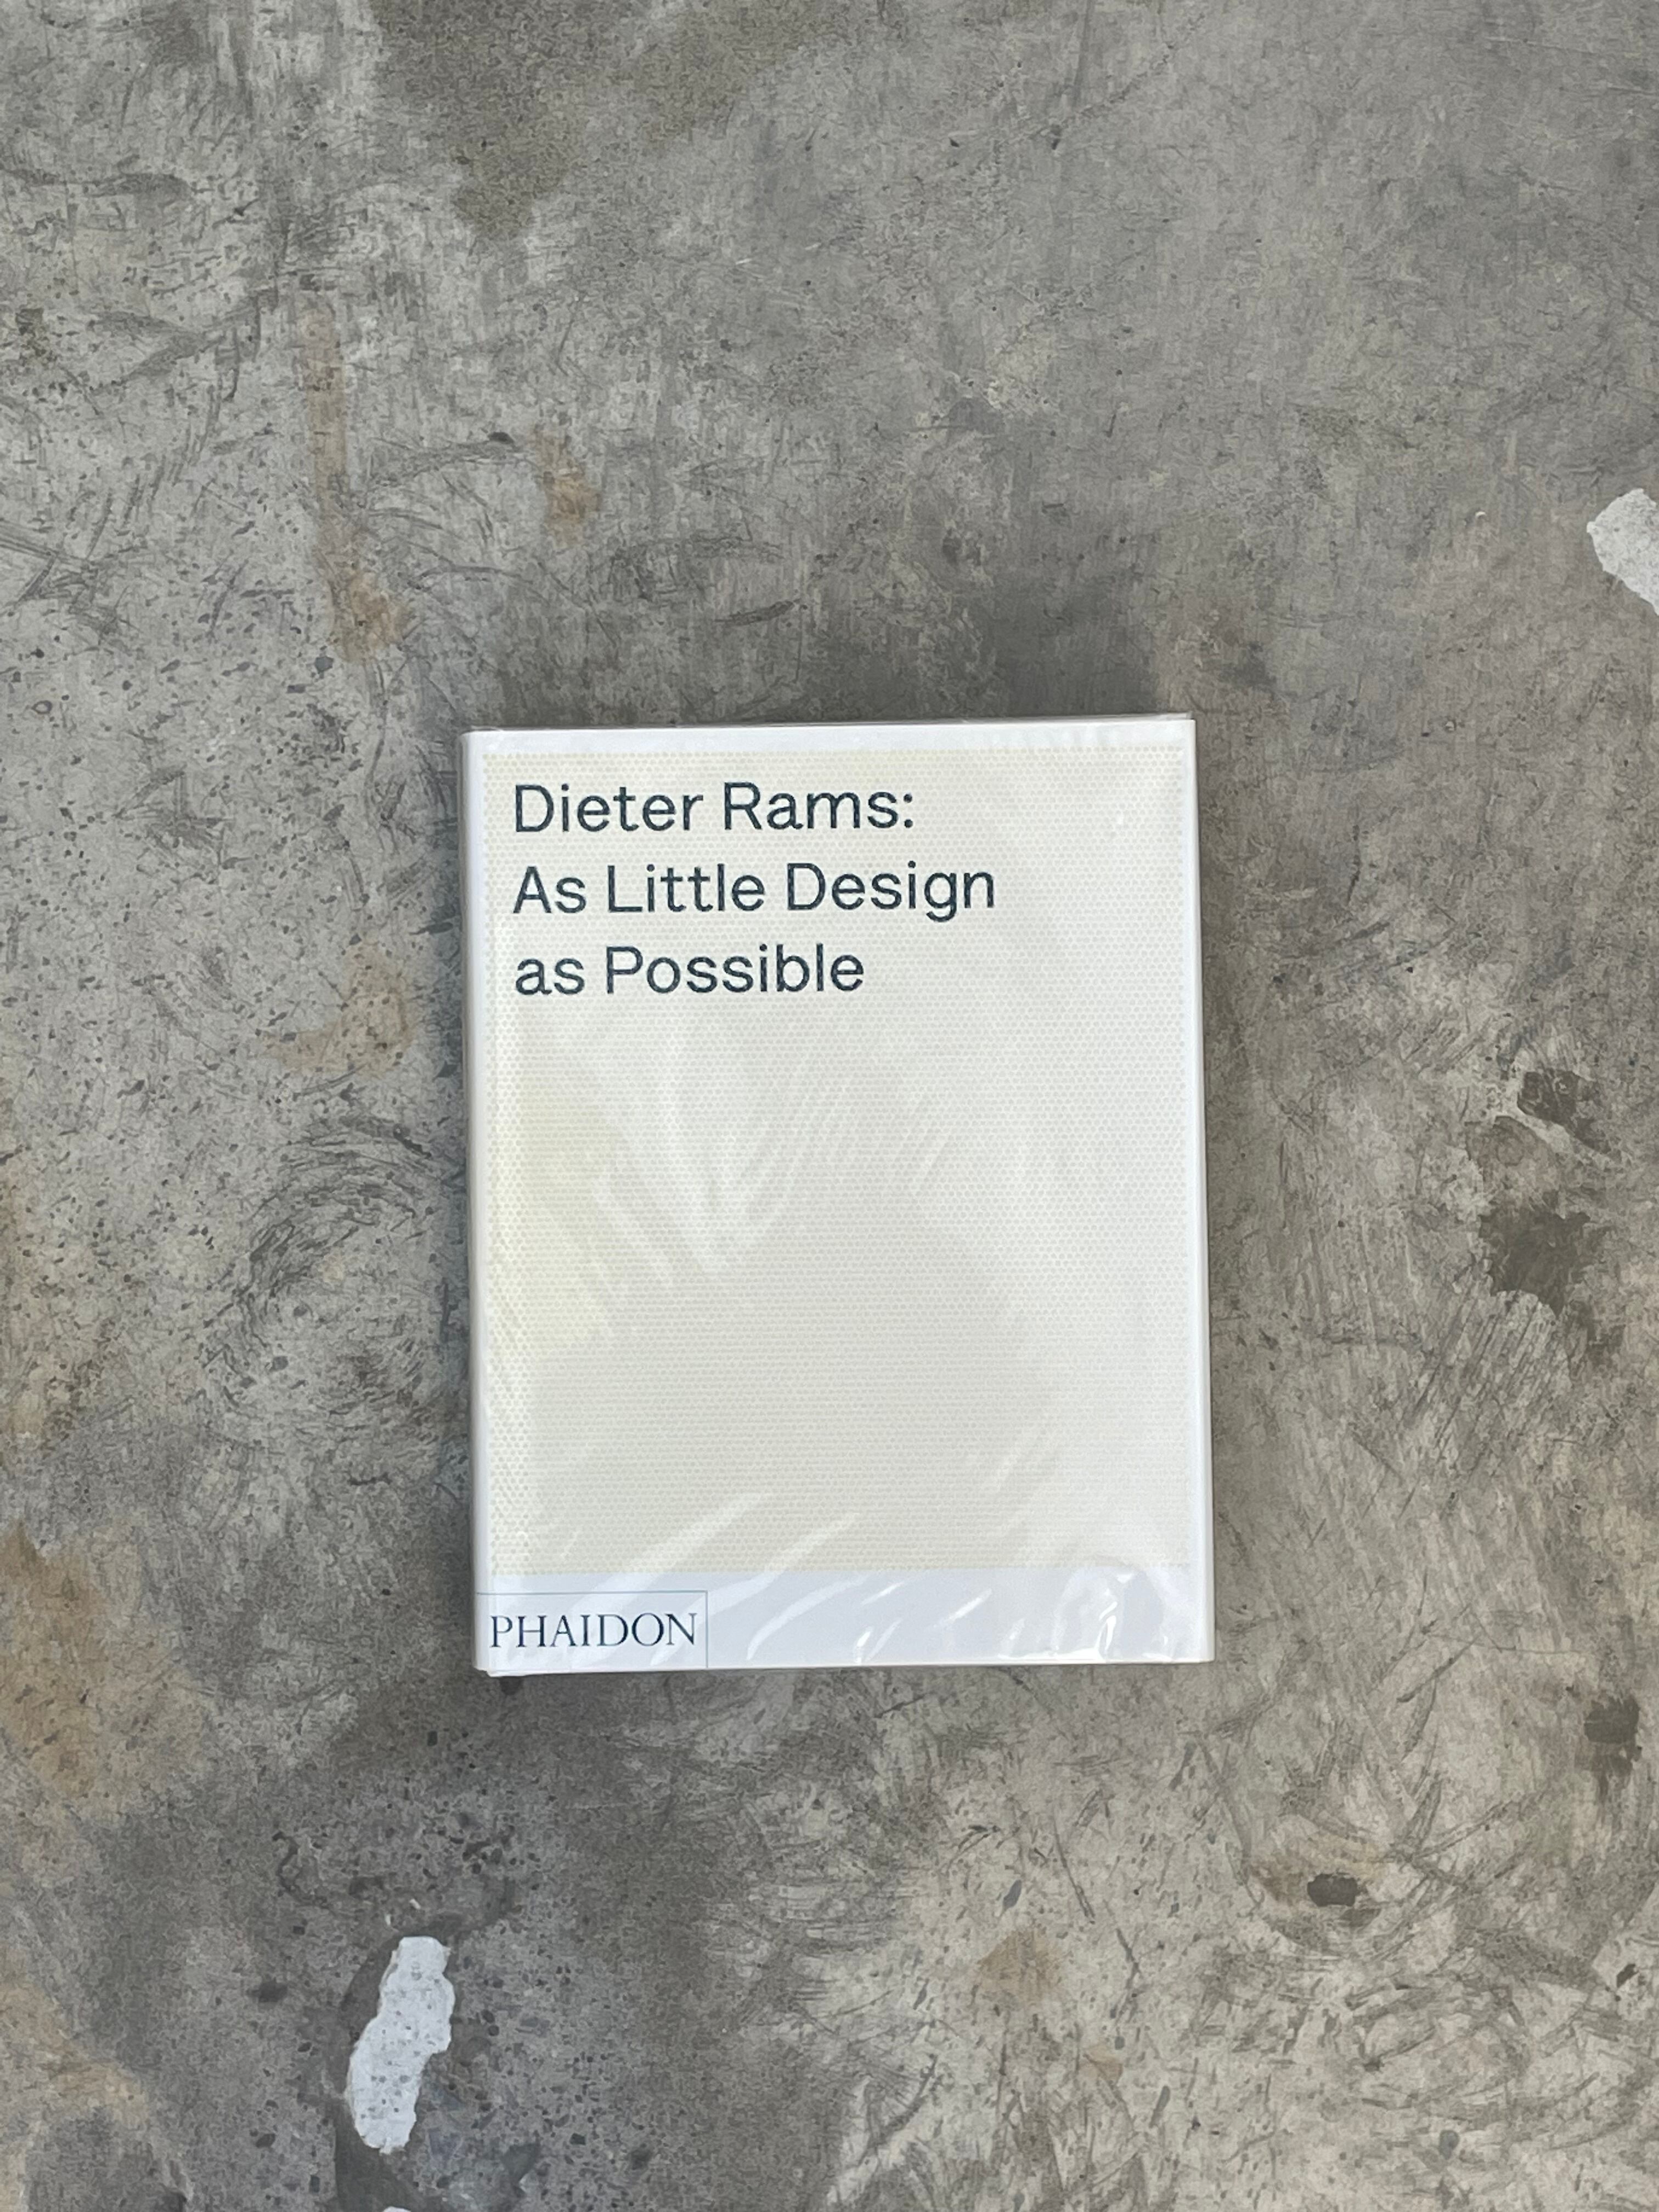 Dieter Rams:
As Little Design
as Possible
PHAIDON